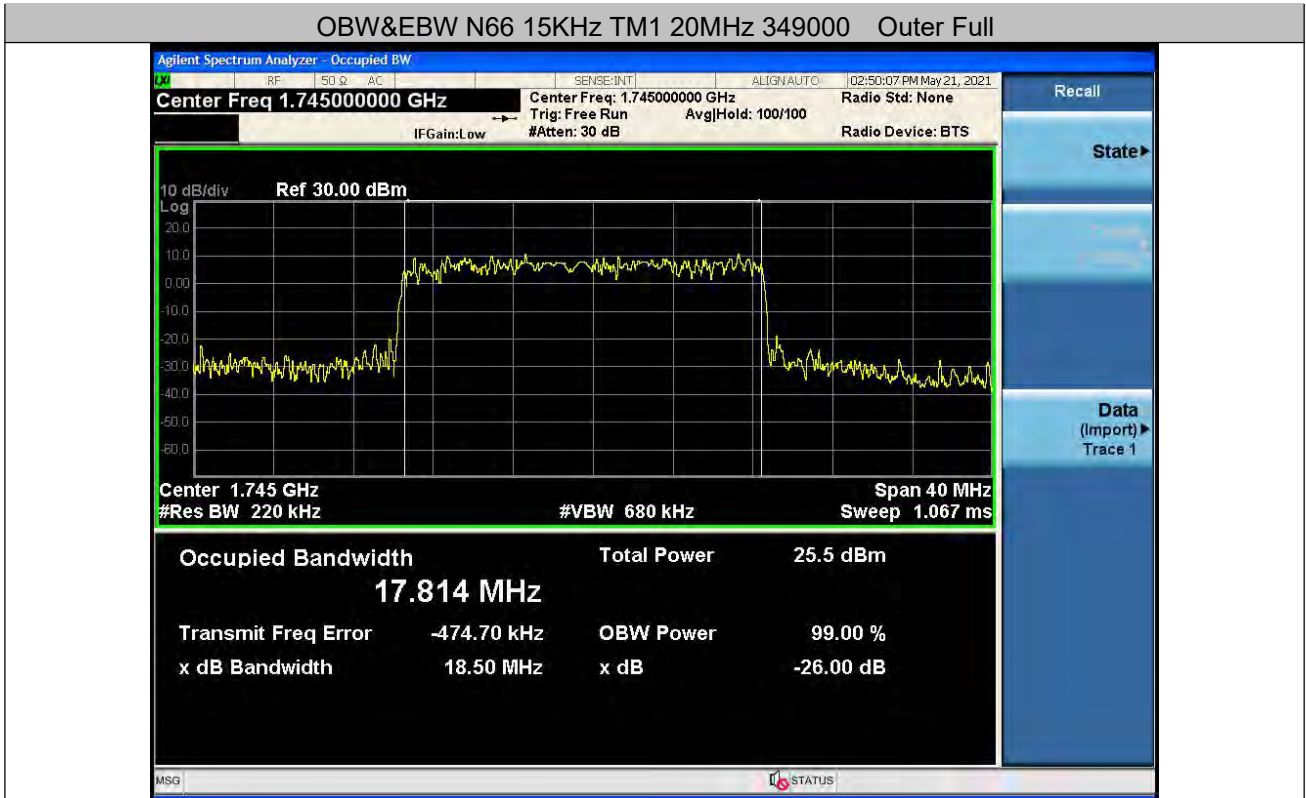 OBW&EBW N66 15KHz TM1 20MHz 349000 Outer Full
Agilent Spectrum Analyzer - Occupied BW
LXI RF 50 Ω AC SENSE:INT ALIGNAUTO 02:50:07 PM May 21, 2021
Center Freq 1.745000000 GHz
Center Freq: 1.745000000 GHz
Radio Std: None
Trig: Free Run Avg|Hold: 100/100
IFGain:Low
#Atten: 30 dB
Radio Device: BTS
10 dB/div Ref 30.00 dBm
Log
20.0
10.0
0.00
-10.0
-20.0
-30.0
-40.0
-50.0
-60.0
Center 1.745 GHz Span 40 MHz
#Res BW 220 kHz #VBW 680 kHz Sweep 1.067 ms
Occupied Bandwidth Total Power 25.5 dBm
17.814 MHz
Transmit Freq Error -474.70 kHz OBW Power 99.00 %
x dB Bandwidth 18.50 MHz x dB -26.00 dB
MSG STATUS
Recall
State
Data
(Import)
Trace 1